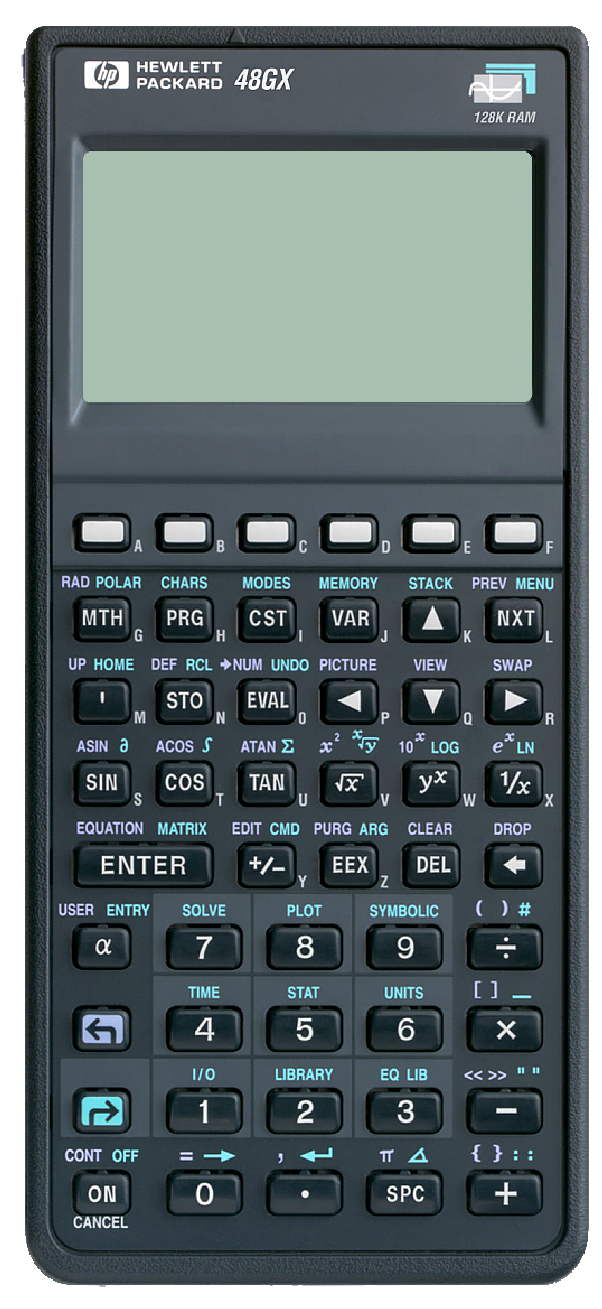 hp HEWLETT PACKARD 48GX
128K RAM
A B C D E F
RAD POLAR CHARS MODES MEMORY STACK PREV MENU
MTH G PRG H CST I VAR J ▲ K NXT L
UP HOME DEF RCL ➔NUM UNDO PICTURE VIEW SWAP
' M STO N EVAL O ◀ P ▼ Q ▶ R
ASIN ∂ ACOS ∫ ATAN Σ x² ˣ√y 10ˣ LOG eˣ LN
SIN S COS T TAN U √x V yˣ W 1/x X
EQUATION MATRIX EDIT CMD PURG ARG CLEAR DROP
ENTER +/− Y EEX Z DEL ←
USER ENTRY SOLVE PLOT SYMBOLIC ( ) #
α 7 8 9 ÷
TIME STAT UNITS [ ] _
↰ 4 5 6 ×
I/O LIBRARY EQ LIB << >> " "
↱ 1 2 3 −
CONT OFF = → , ↵ π ∡ { } : :
ON 0 . SPC +
CANCEL